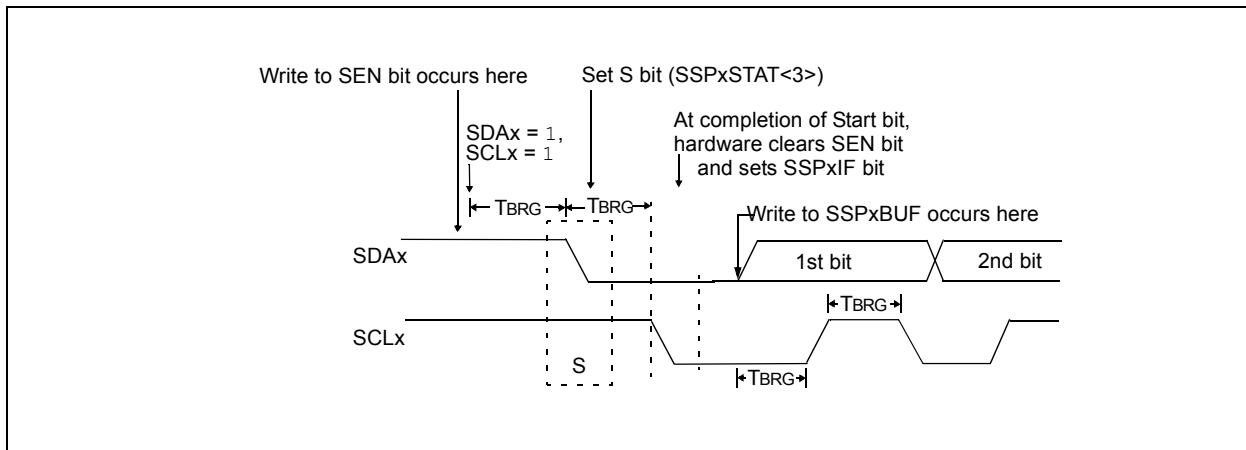 Write to SEN bit occurs here
Set S bit (SSPxSTAT<3>)
SDAx = 1,
SCLx = 1
At completion of Start bit,
hardware clears SEN bit
and sets SSPxIF bit
TBRG
TBRG
Write to SSPxBUF occurs here
SDAx
1st bit
2nd bit
TBRG
SCLx
S
TBRG